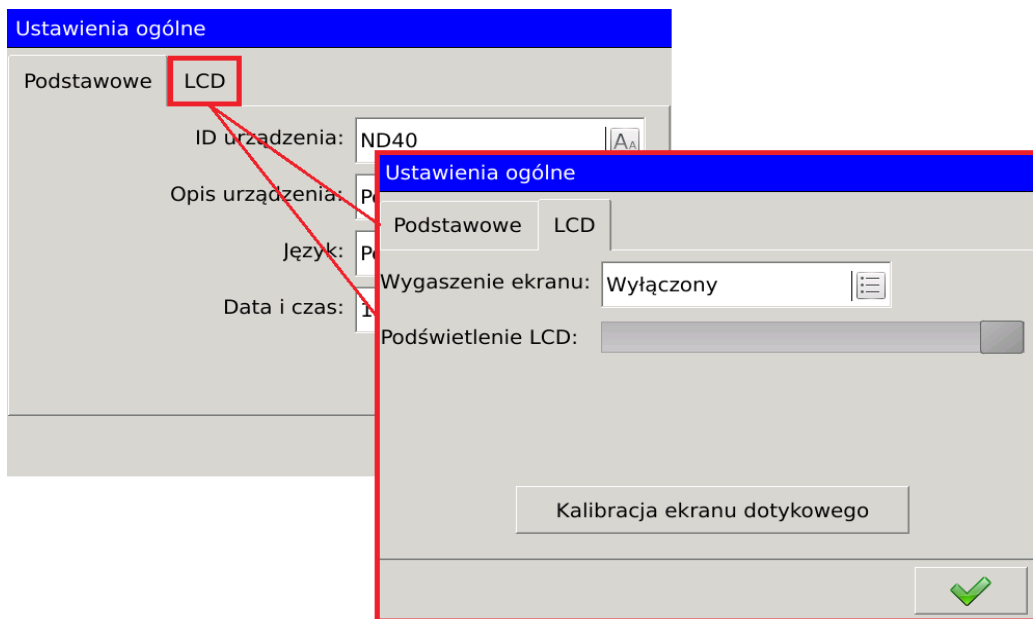 Ustawienia ogólne
Podstawowe LCD
ID urządzenia: ND40
Opis urządzenia:
Język:
Data i czas:
Ustawienia ogólne
Podstawowe LCD
Wygaszenie ekranu: Wyłączony
Podświetlenie LCD:
Kalibracja ekranu dotykowego